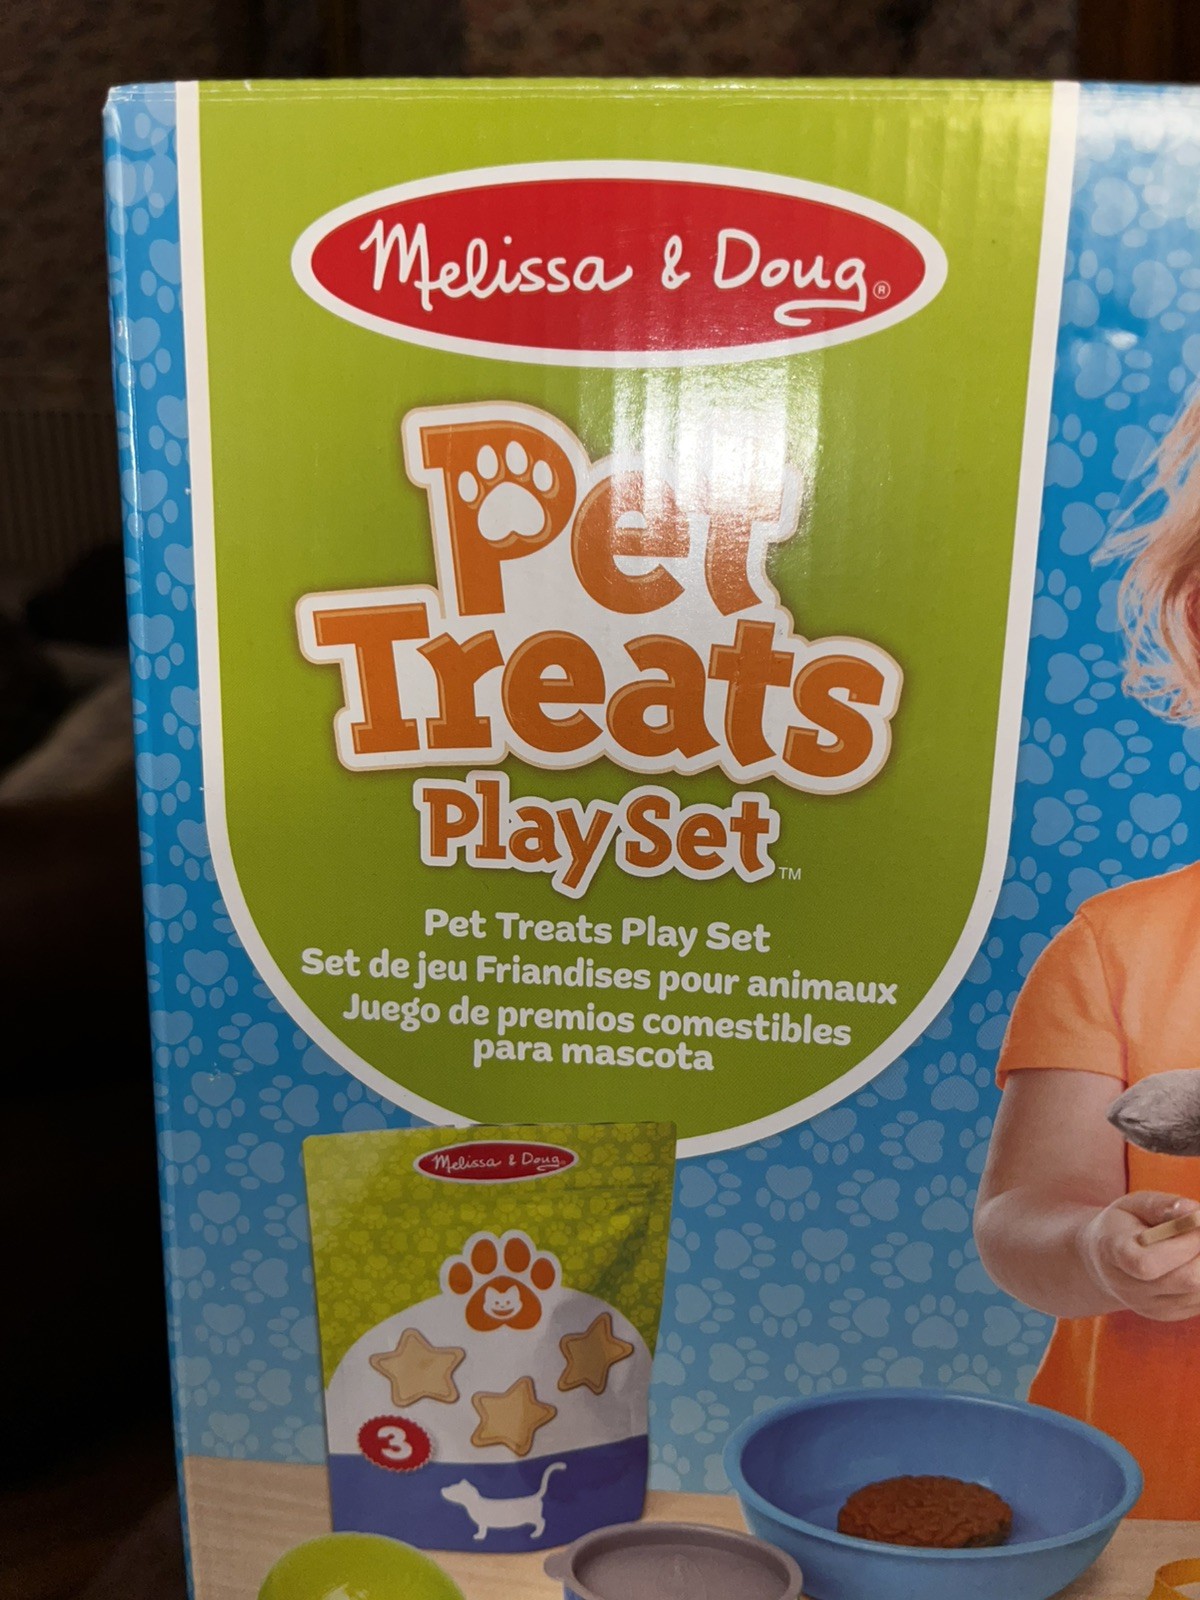 Melissa & Doug®
Pet
Treats
Play Set™
Pet Treats Play Set
Set de jeu Friandises pour animaux
Juego de premios comestibles
para mascota
Melissa & Doug
3